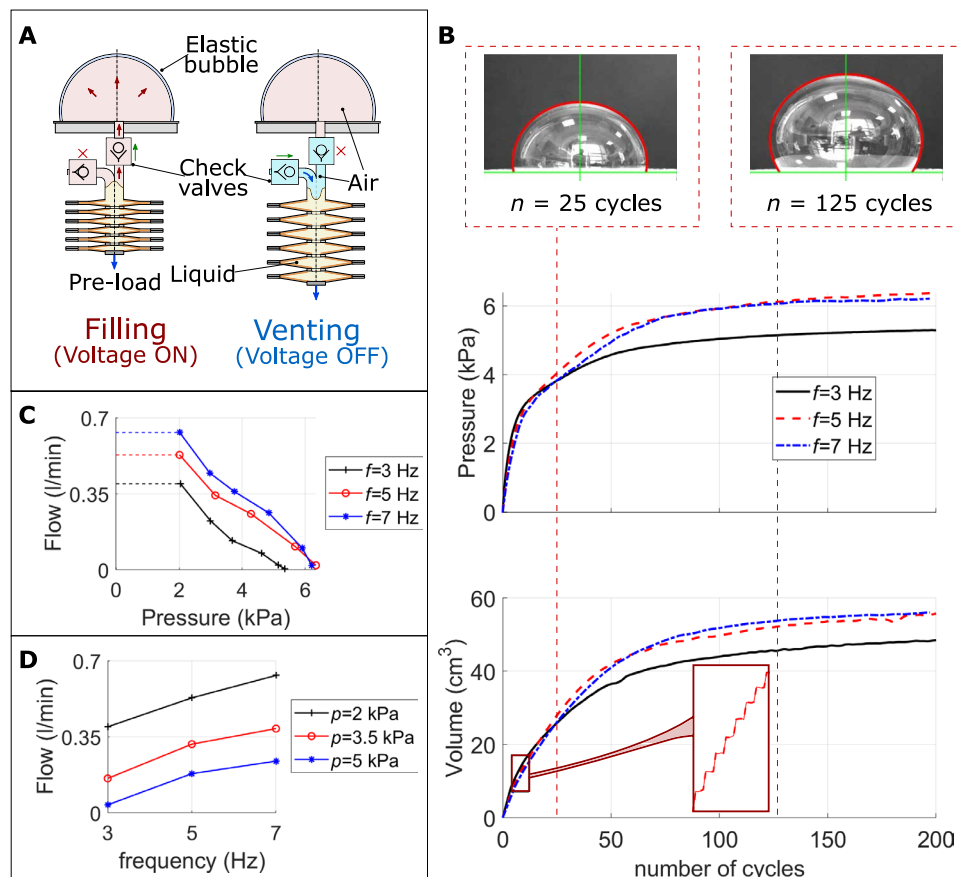 A
Elastic
bubble
Check
valves
Air
Liquid
Pre-load
Filling
(Voltage ON)
Venting
(Voltage OFF)
B
n = 25 cycles
n = 125 cycles
Pressure (kPa)
6
4
2
0
f=3 Hz
f=5 Hz
f=7 Hz
Volume (cm³)
60
40
20
0
0 50 100 150 200
number of cycles
C
Flow (l/min)
0.7
0.35
0
0 2 4 6
Pressure (kPa)
f=3 Hz
f=5 Hz
f=7 Hz
D
Flow (l/min)
0.7
0.35
0
3 5 7
frequency (Hz)
p=2 kPa
p=3.5 kPa
p=5 kPa